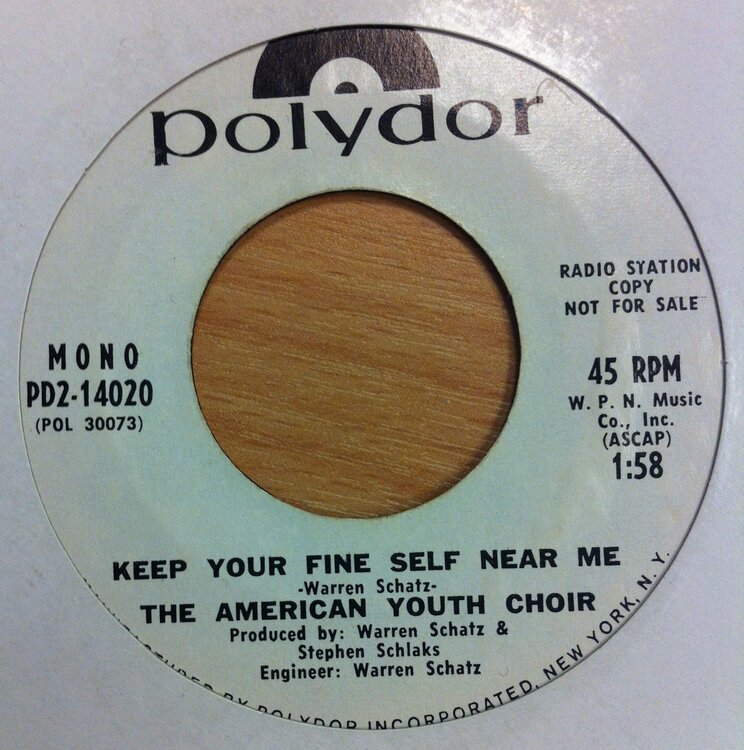 polydor
RADIO STATION
COPY
NOT FOR SALE
MONO
PD2-14020
(POL 30073)
45 RPM
W. P. N. Music
Co., Inc.
(ASCAP)
1:58
KEEP YOUR FINE SELF NEAR ME
-Warren Schatz-
THE AMERICAN YOUTH CHOIR
Produced by: Warren Schatz &
Stephen Schlaks
Engineer: Warren Schatz
BY POLYDOR INCORPORATED, NEW YORK, N. Y.